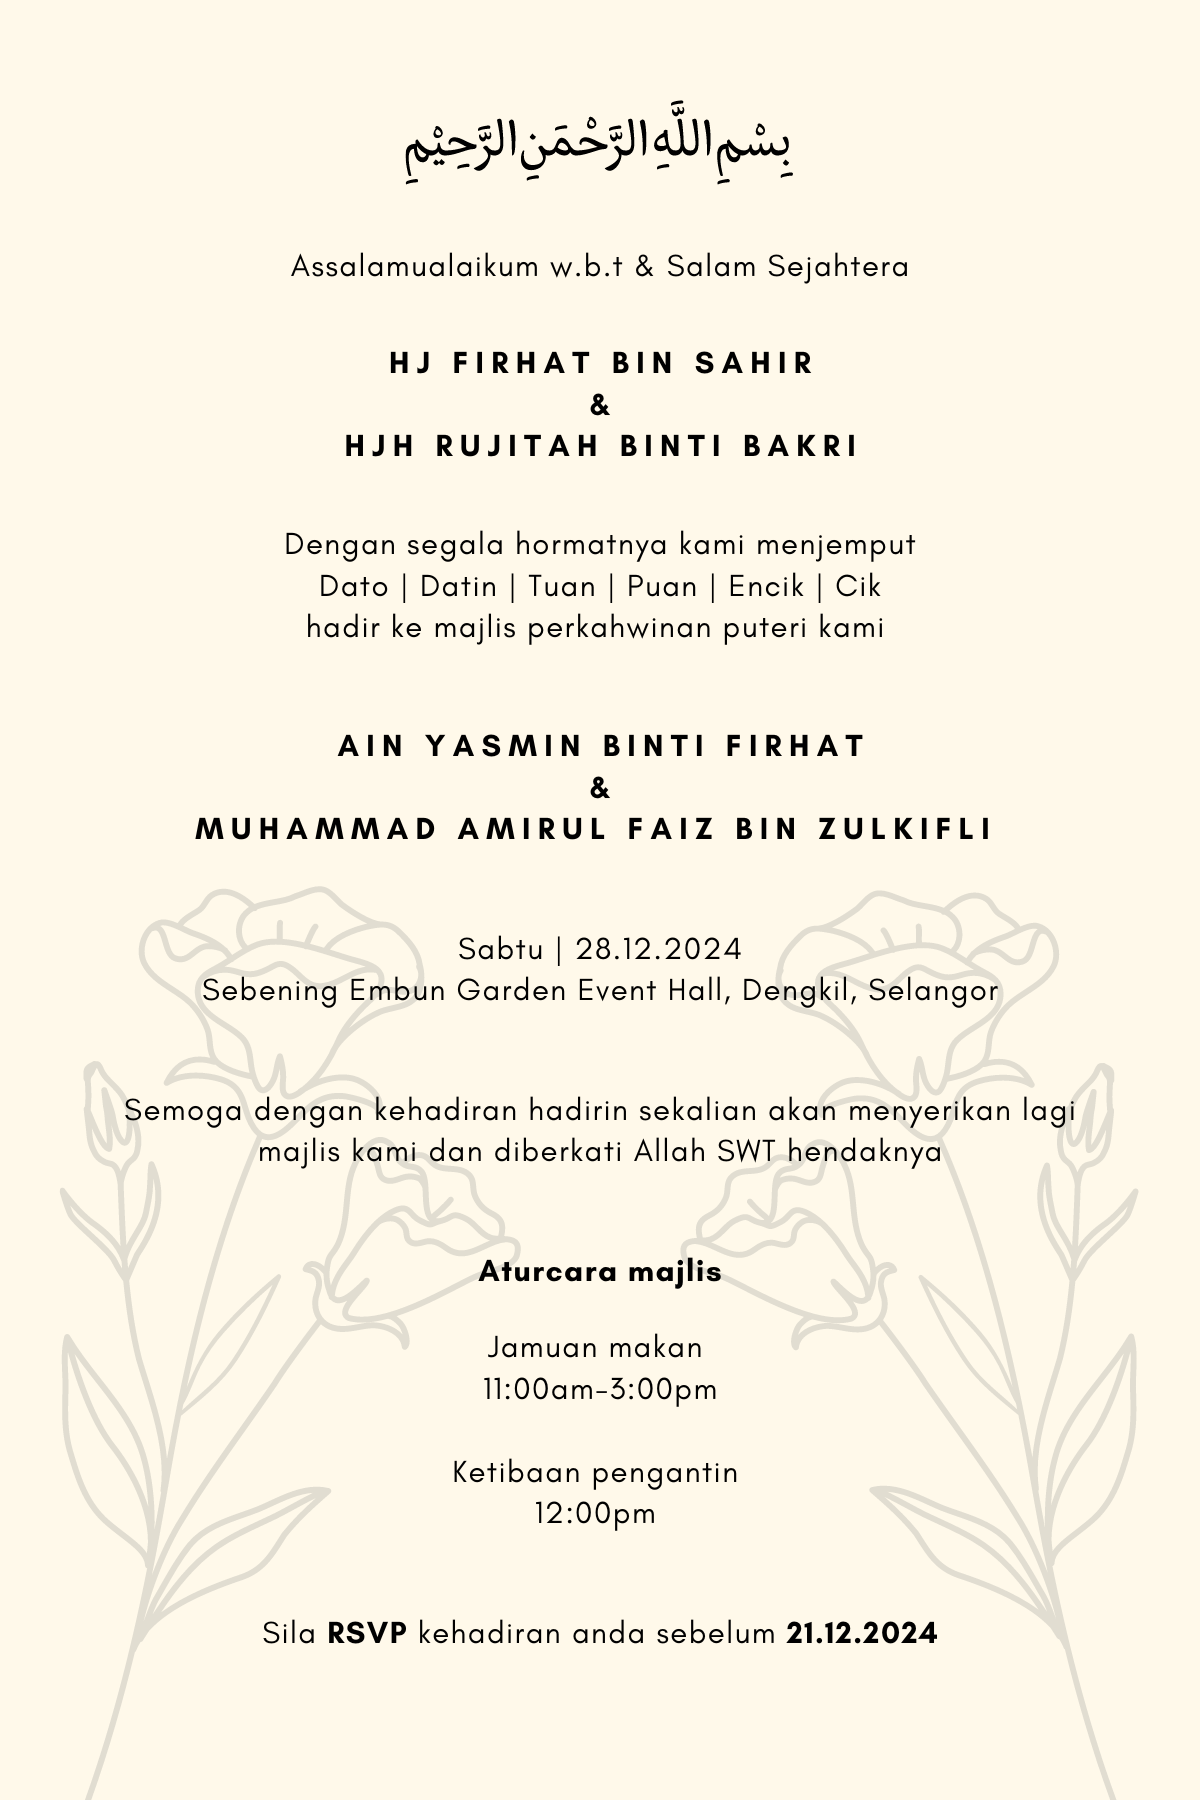 بِسْمِ اللَّهِ الرَّحْمَنِ الرَّحِيْمِ
Assalamualaikum w.b.t & Salam Sejahtera
HJ FIRHAT BIN SAHIR
&
HJH RUJITAH BINTI BAKRI
Dengan segala hormatnya kami menjemput
Dato | Datin | Tuan | Puan | Encik | Cik
hadir ke majlis perkahwinan puteri kami
AIN YASMIN BINTI FIRHAT
&
MUHAMMAD AMIRUL FAIZ BIN ZULKIFLI
Sabtu | 28.12.2024
Sebening Embun Garden Event Hall, Dengkil, Selangor
Semoga dengan kehadiran hadirin sekalian akan menyerikan lagi
majlis kami dan diberkati Allah SWT hendaknya
Aturcara majlis
Jamuan makan
11:00am-3:00pm
Ketibaan pengantin
12:00pm
Sila RSVP kehadiran anda sebelum 21.12.2024